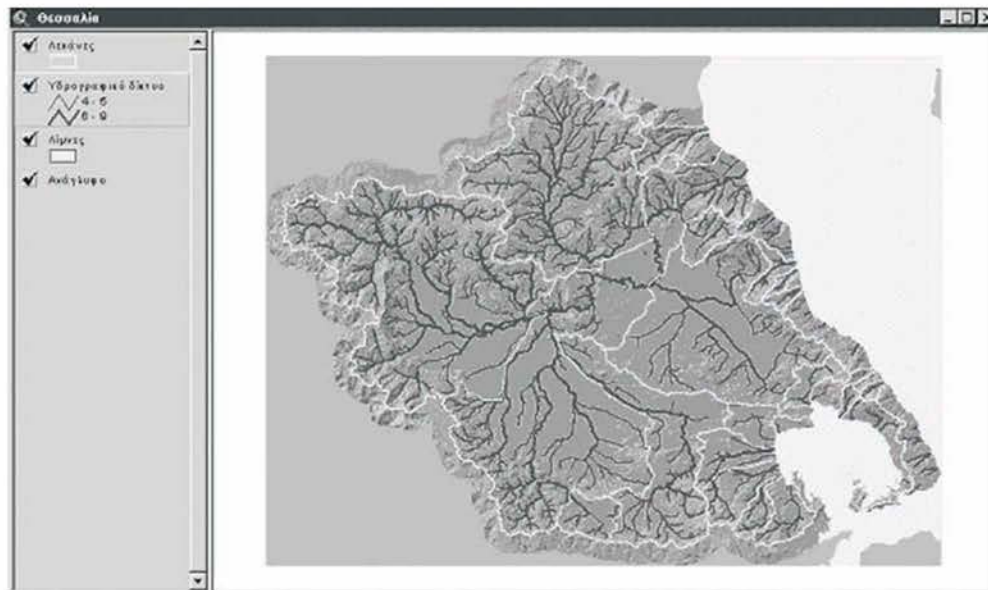 Θεσσαλία
Λεκάνες
Υδρογραφικό δίκτυο
4 - 5
6 - 9
Λίμνες
Ανάγλυφο